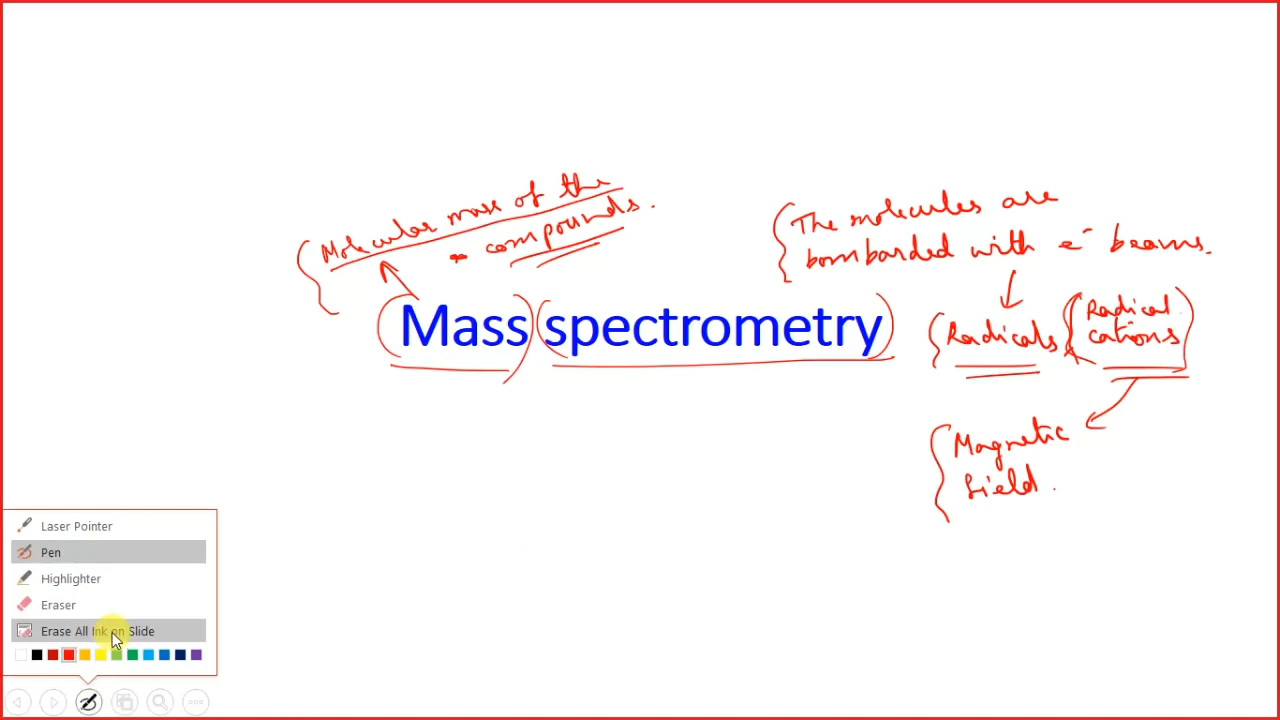 Molecular mass of the
compounds.
The molecules are
bombarded with e⁻ beams.
Mass spectrometry
Radicals
Radical
cations
Magnetic
field.
Laser Pointer
Pen
Highlighter
Eraser
Erase All Ink on Slide